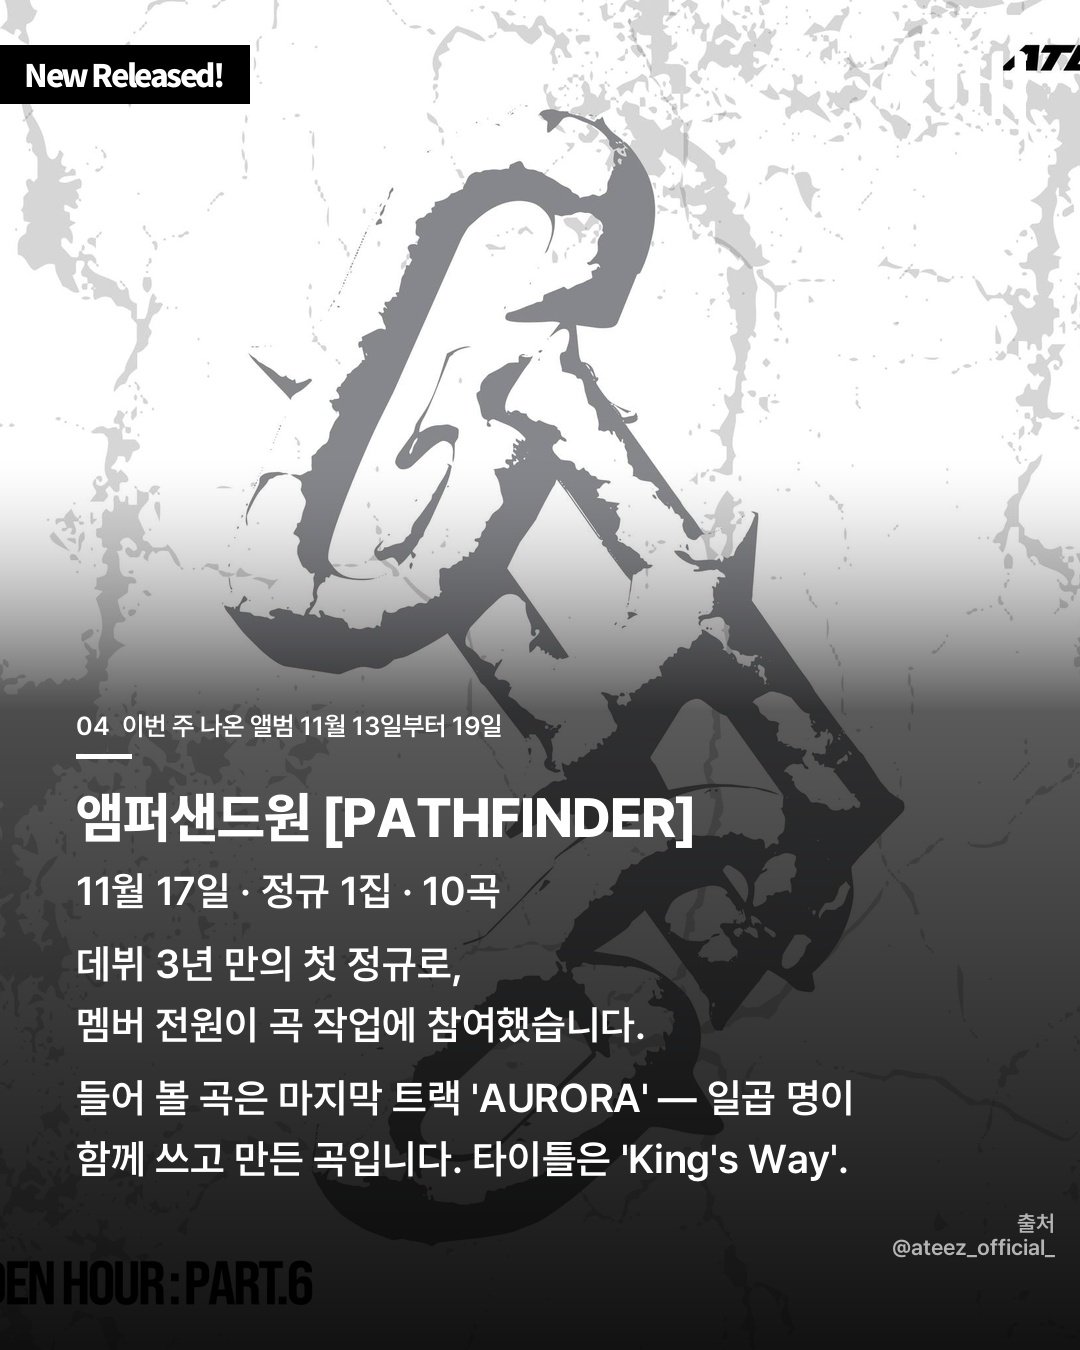 New Released!
04 이번 주 나온 앨범 11월 13일부터 19일
앰퍼샌드원 [PATHFINDER]
11월 17일 · 정규 1집 · 10곡
데뷔 3년 만의 첫 정규로,
멤버 전원이 곡 작업에 참여했습니다.
들어 볼 곡은 마지막 트랙 'AURORA' — 일곱 명이
함께 쓰고 만든 곡입니다. 타이틀은 'King's Way'.
출처
@ateez_official_
DEN HOUR : PART.6